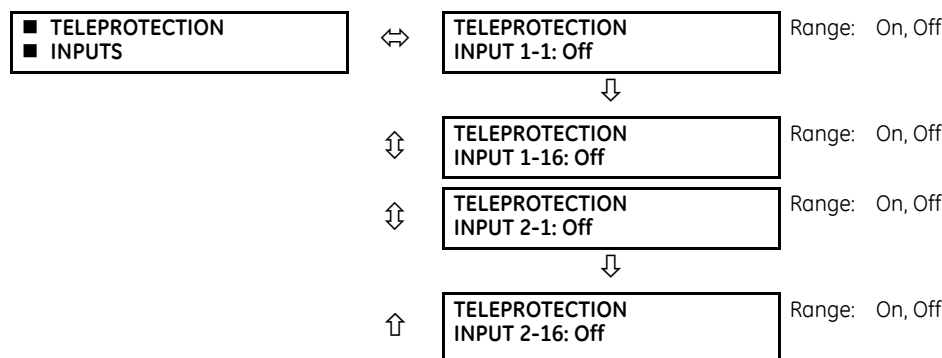 ■ TELEPROTECTION
■ INPUTS
TELEPROTECTION
INPUT 1-1: Off
Range: On, Off
TELEPROTECTION
INPUT 1-16: Off
Range: On, Off
TELEPROTECTION
INPUT 2-1: Off
Range: On, Off
TELEPROTECTION
INPUT 2-16: Off
Range: On, Off